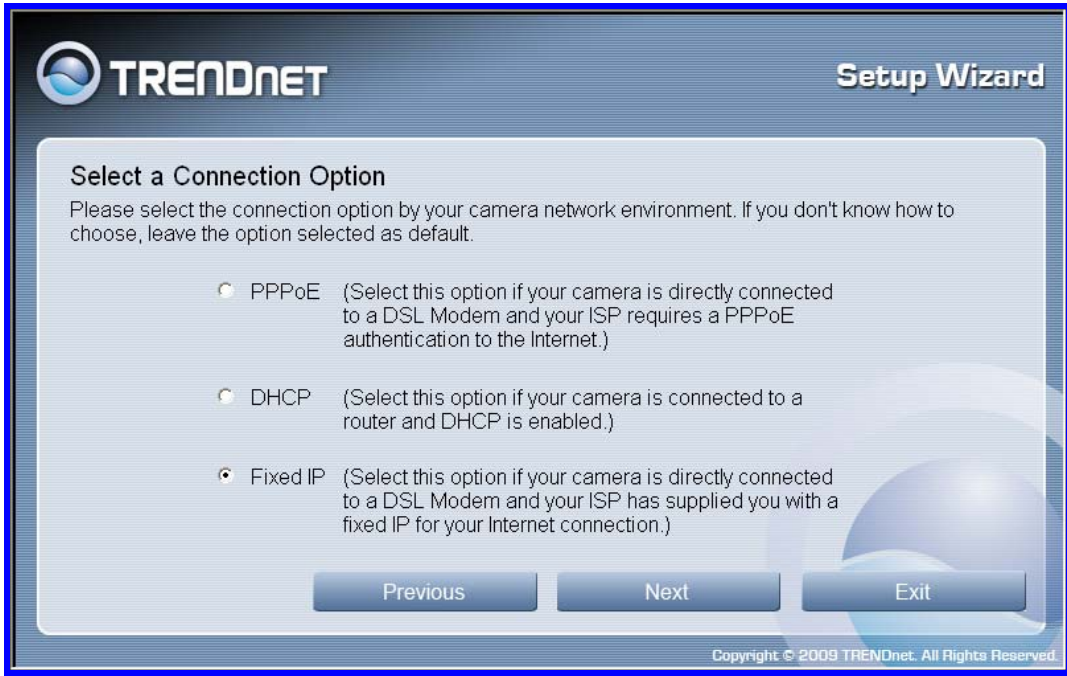 TRENDNET
Setup Wizard
Select a Connection Option
Please select the connection option by your camera network environment. If you don't know how to
choose, leave the option selected as default.
PPPoE (Select this option if your camera is directly connected
to a DSL Modem and your ISP requires a PPPoE
authentication to the Internet.)
DHCP (Select this option if your camera is connected to a
router and DHCP is enabled.)
Fixed IP (Select this option if your camera is directly connected
to a DSL Modem and your ISP has supplied you with a
fixed IP for your Internet connection.)
Previous Next Exit
Copyright © 2009 TRENDnet. All Rights Reserved.